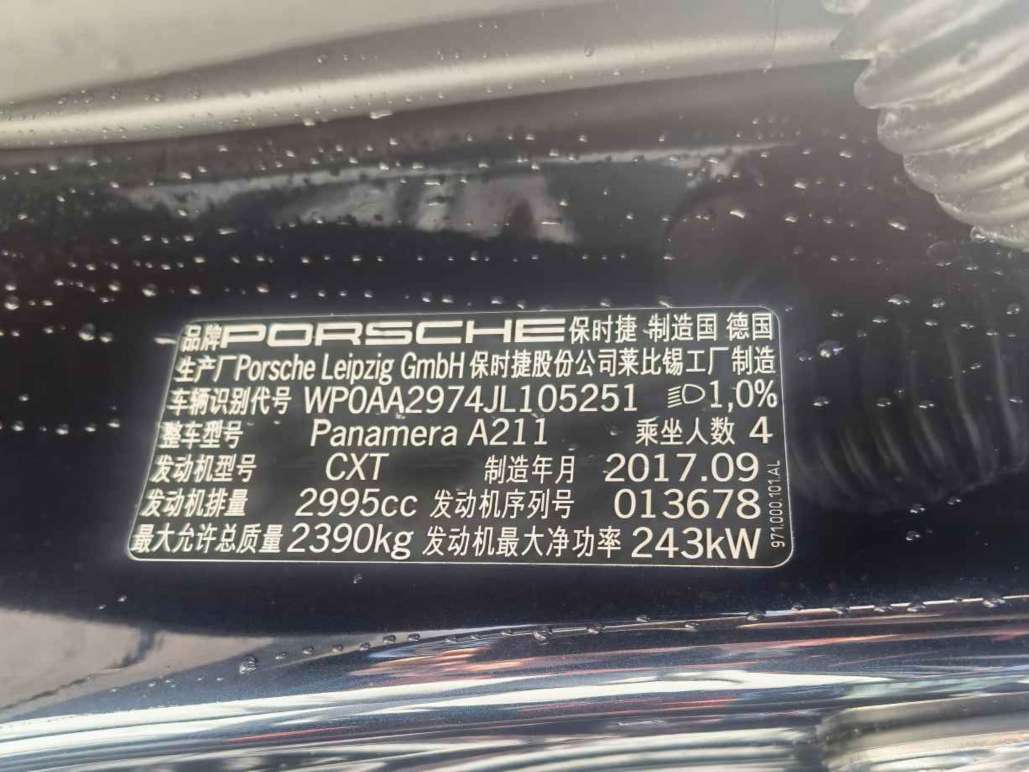 品牌PORSCHE保时捷 制造国 德国
生产厂Porsche Leipzig GmbH 保时捷股份公司莱比锡工厂制造
车辆识别代号 WP0AA2974JL105251 1,0%
整车型号 Panamera A211 乘坐人数 4
发动机型号 CXT 制造年月 2017.09
发动机排量 2995cc 发动机序列号 013678
最大允许总质量 2390kg 发动机最大净功率 243kW
971.000.101.AL